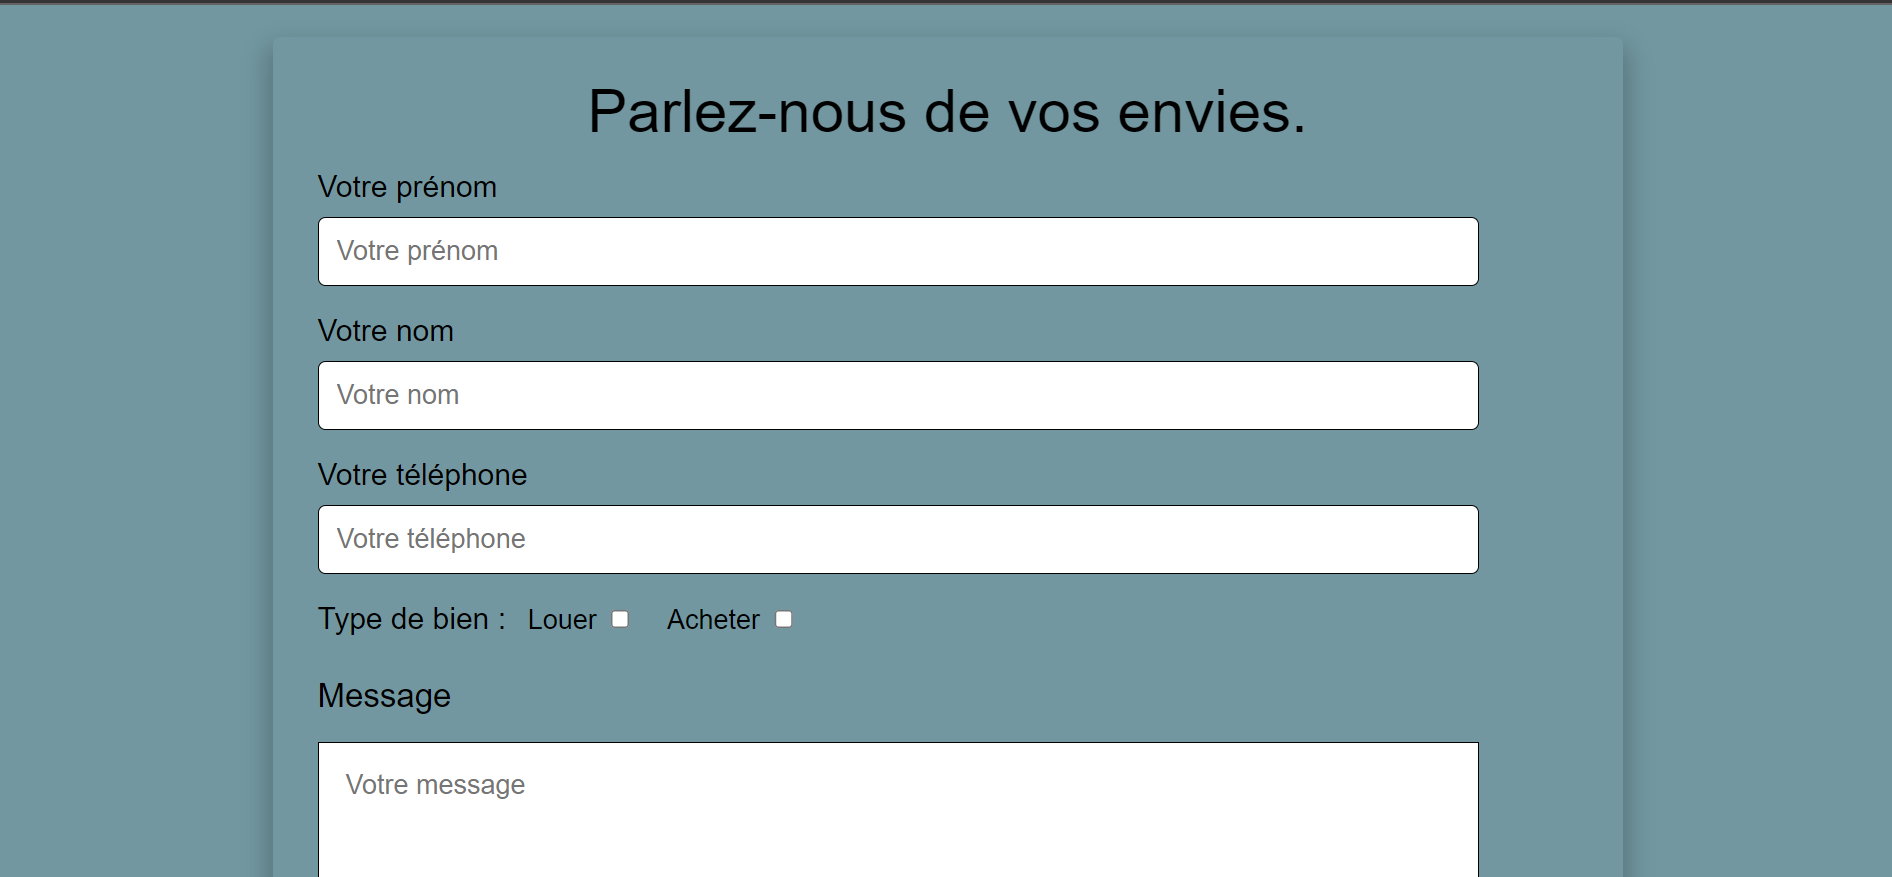 Parlez-nous de vos envies.
Votre prénom
Votre prénom
Votre nom
Votre nom
Votre téléphone
Votre téléphone
Type de bien : Louer Acheter
Message
Votre message